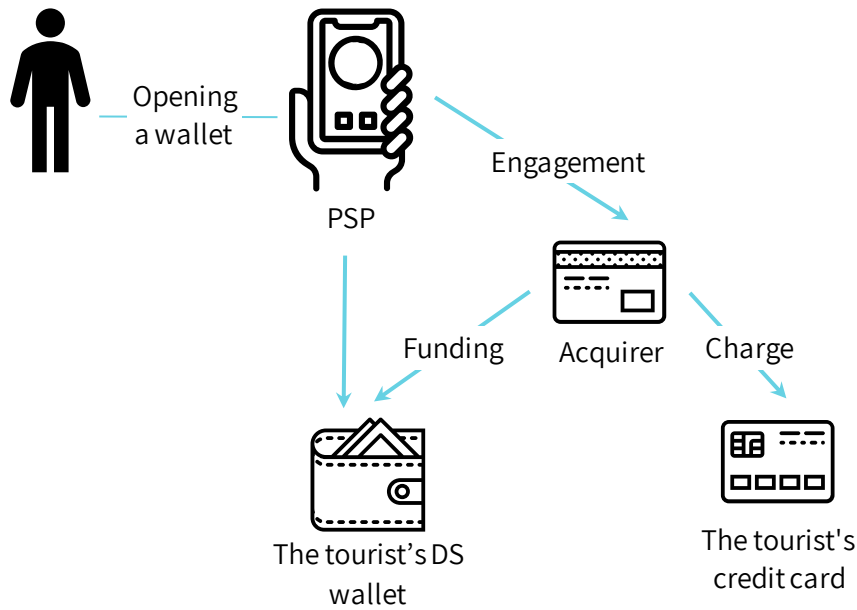 Opening
a wallet
Engagement
PSP
Funding
Acquirer
Charge
The tourist’s DS
wallet
The tourist's
credit card